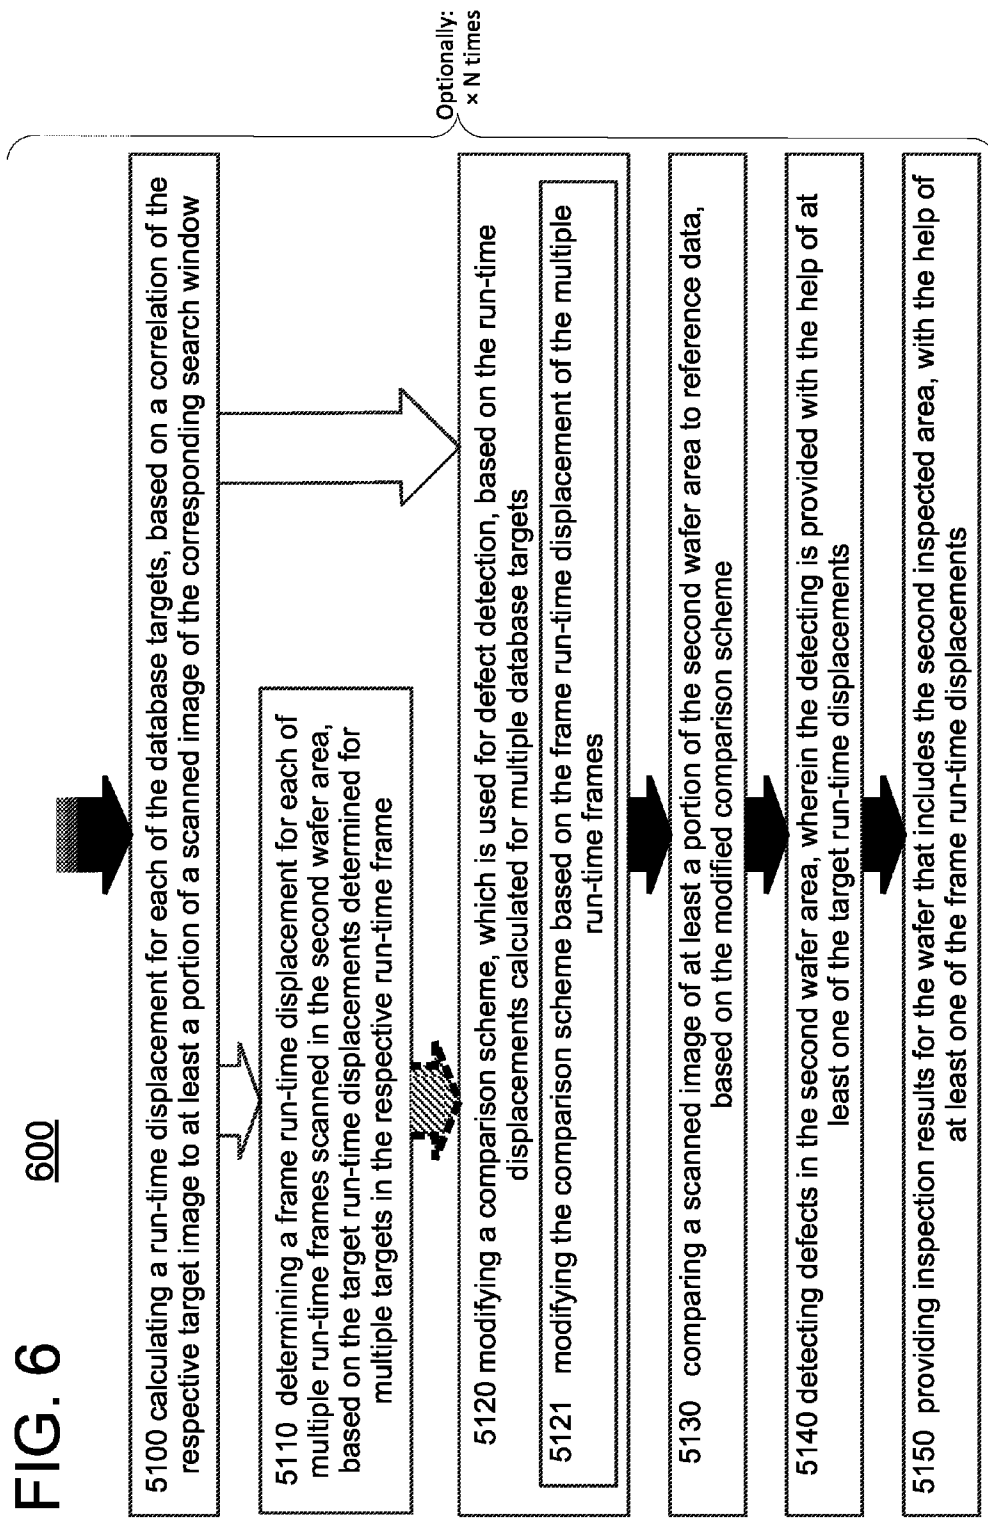 FIG. 6
600
5100 calculating a run-time displacement for each of the database targets, based on a correlation of the
respective target image to at least a portion of a scanned image of the corresponding search window
5110 determining a frame run-time displacement for each of
multiple run-time frames scanned in the second wafer area,
based on the target run-time displacements determined for
multiple targets in the respective run-time frame
5120 modifying a comparison scheme, which is used for defect detection, based on the run-time
displacements calculated for multiple database targets
5121 modifying the comparison scheme based on the frame run-time displacement of the multiple
run-time frames
5130 comparing a scanned image of at least a portion of the second wafer area to reference data,
based on the modified comparison scheme
5140 detecting defects in the second wafer area, wherein the detecting is provided with the help of at
least one of the target run-time displacements
5150 providing inspection results for the wafer that includes the second inspected area, with the help of
at least one of the frame run-time displacements
Optionally:
× N times